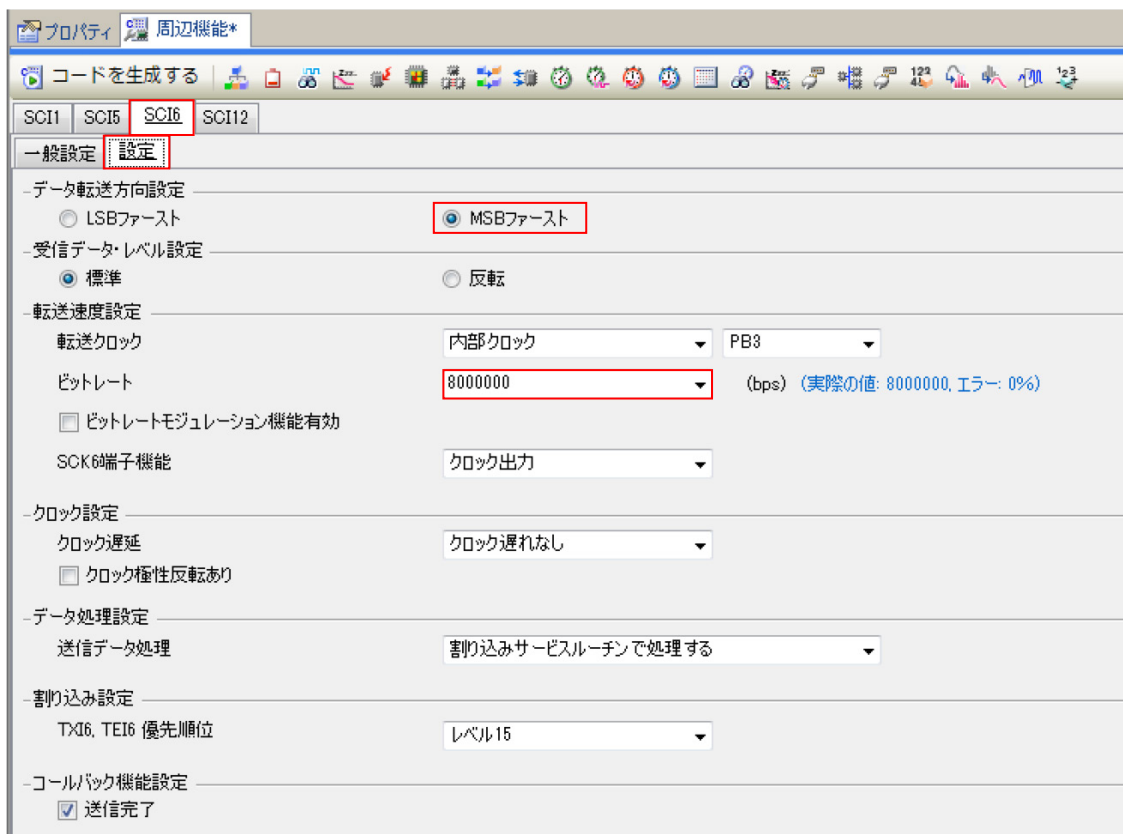 プロパティ 周辺機能*
コードを生成する
SCI1 SCI5 SCI6 SCI12
一般設定 設定
データ転送方向設定
LSBファースト MSBファースト
受信データ・レベル設定
標準 反転
転送速度設定
転送クロック 内部クロック PB3
ビットレート 8000000 (bps) (実際の値: 8000000, エラー: 0%)
ビットレートモジュレーション機能有効
SCK6端子機能 クロック出力
クロック設定
クロック遅延 クロック遅れなし
クロック極性反転あり
データ処理設定
送信データ処理 割り込みサービスルーチンで処理する
割り込み設定
TXI6, TEI6 優先順位 レベル15
コールバック機能設定
送信完了